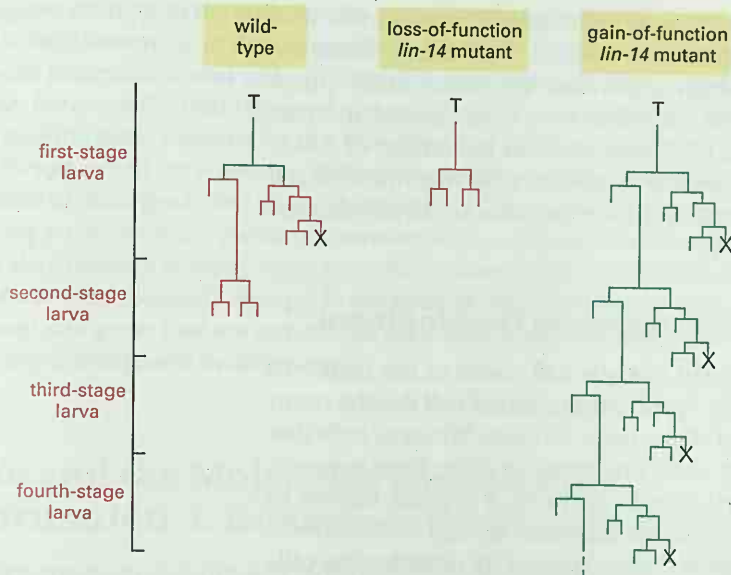 wild-
type
loss-of-function
lin-14 mutant
gain-of-function
lin-14 mutant
T
T
T
first-stage
larva
X
X
second-stage
larva
X
third-stage
larva
X
fourth-stage
larva
X